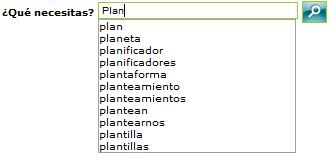 ¿Qué necesitas? Plan
plan
planeta
planificador
planificadores
plantaforma
planteamiento
planteamientos
plantean
plantearnos
plantilla
plantillas